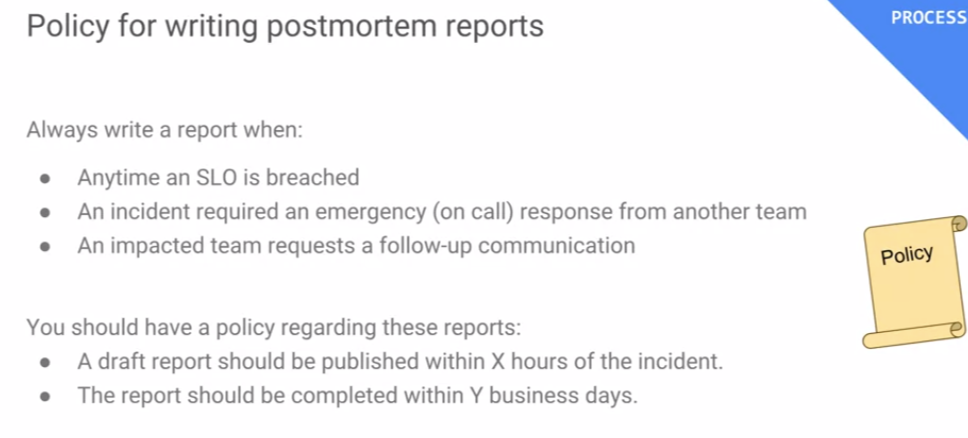 PROCESS
Policy for writing postmortem reports
Always write a report when:
● Anytime an SLO is breached
● An incident required an emergency (on call) response from another team
● An impacted team requests a follow-up communication
Policy
You should have a policy regarding these reports:
● A draft report should be published within X hours of the incident.
● The report should be completed within Y business days.